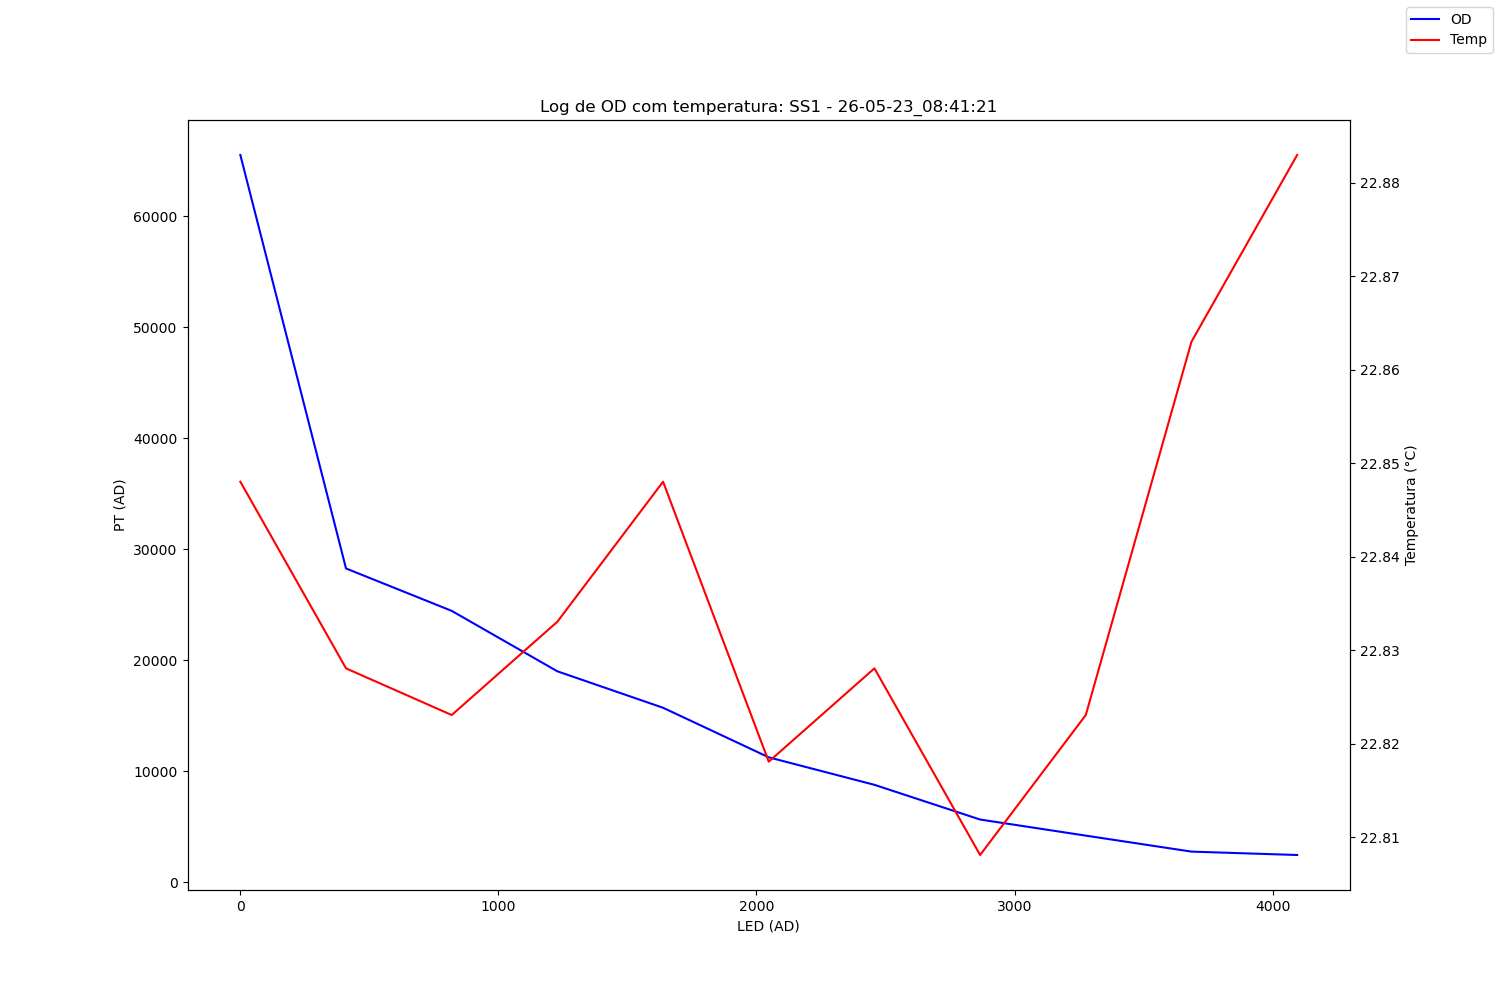 OD
Temp
Log de OD com temperatura: SS1 - 26-05-23_08:41:21
60000
50000
40000
30000
20000
10000
0
PT (AD)
22.88
22.87
22.86
22.85
22.84
22.83
22.82
22.81
Temperatura (°C)
0 1000 2000 3000 4000
LED (AD)